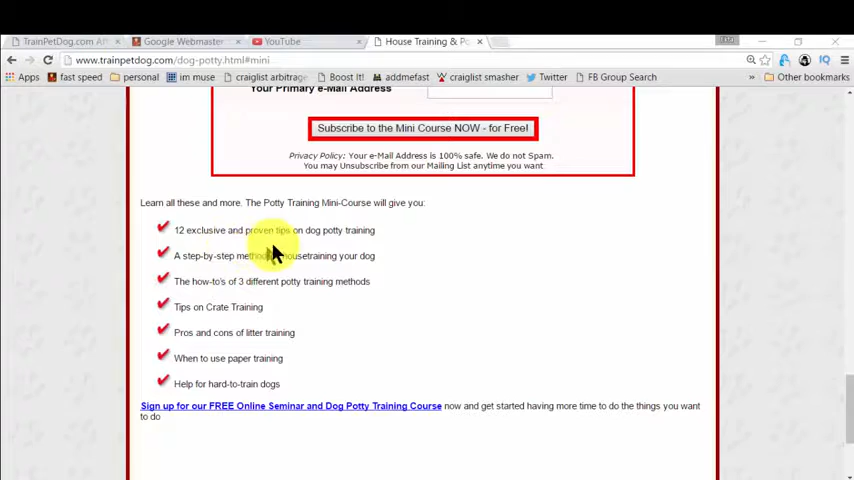 TrainPetDog.com Aff
Google Webmaster
YouTube
House Training & Po
www.trainpetdog.com/dog-potty.html#mini
Apps
fast speed
personal
im muse
craiglist arbitrage
Boost It!
addmefast
craiglist smasher
Twitter
FB Group Search
»
Other bookmarks
Your Primary e-Mail Address
Subscribe to the Mini Course NOW - for Free!
Privacy Policy: Your e-Mail Address is 100% safe. We do not Spam.
You may Unsubscribe from our Mailing List anytime you want
Learn all these and more. The Potty Training Mini-Course will give you:
12 exclusive and proven tips on dog potty training
A step-by-step method housetraining your dog
The how-to's of 3 different potty training methods
Tips on Crate Training
Pros and cons of litter training
When to use paper training
Help for hard-to-train dogs
Sign up for our FREE Online Seminar and Dog Potty Training Course now and get started having more time to do the things you want
to do